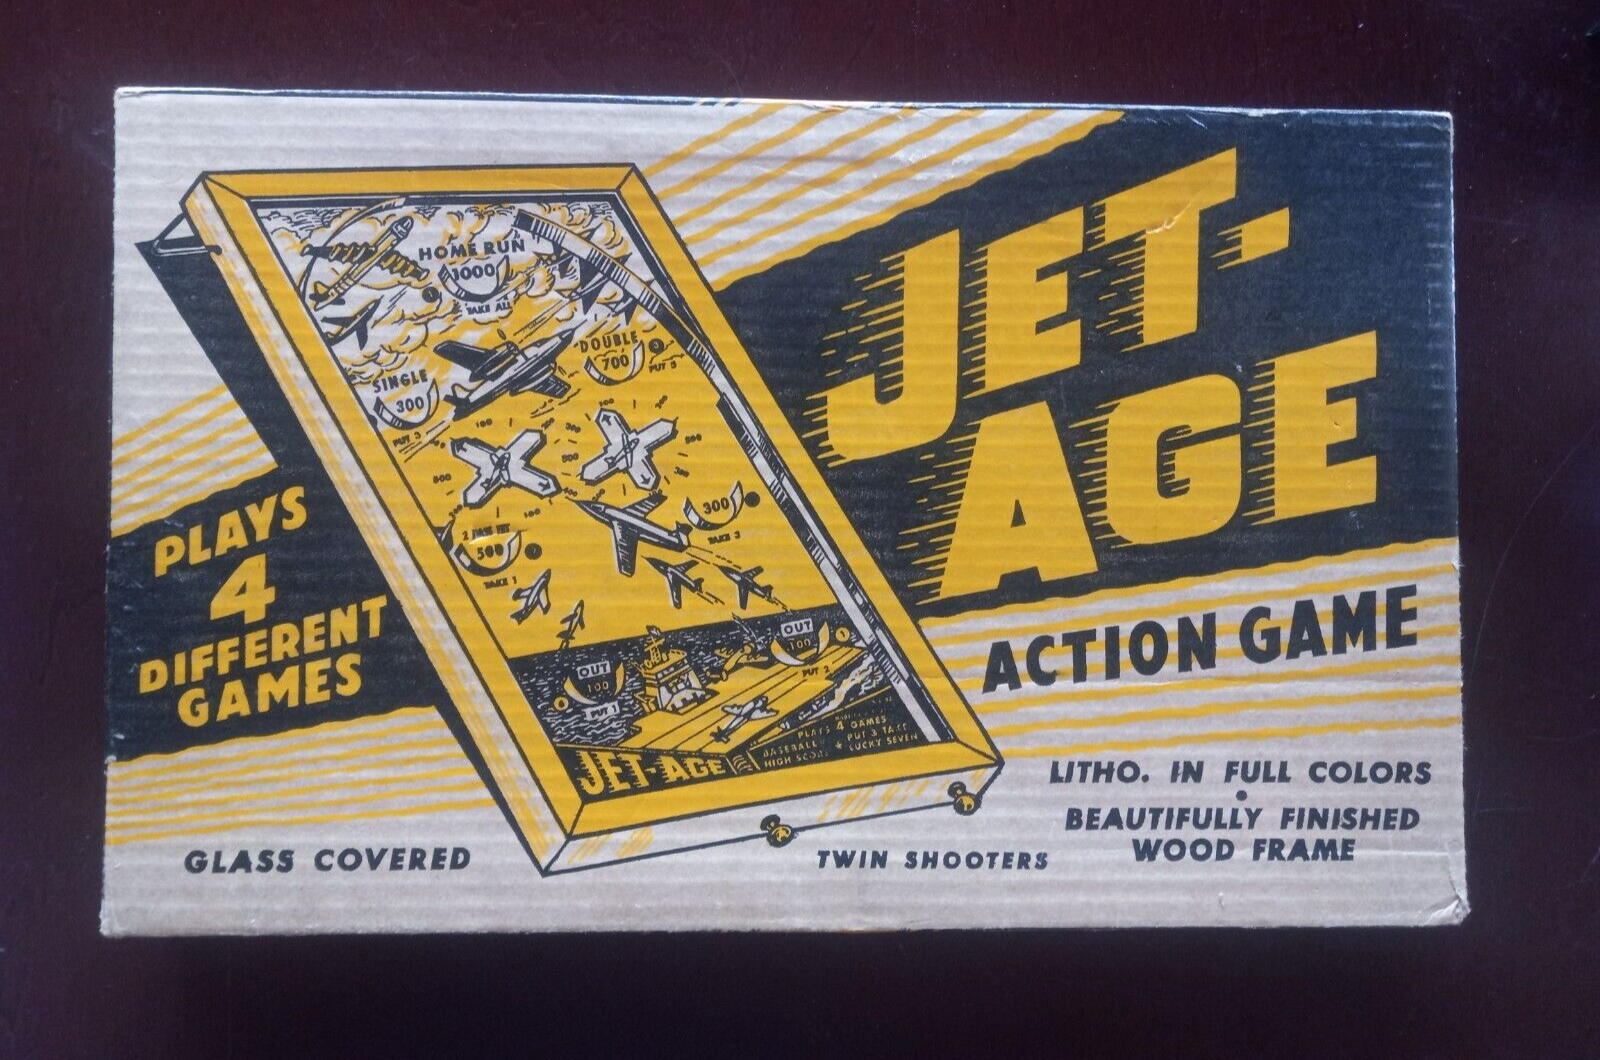 JET-
AGE
ACTION GAME
PLAYS
4
DIFFERENT
GAMES
GLASS COVERED
TWIN SHOOTERS
LITHO. IN FULL COLORS
BEAUTIFULLY FINISHED
WOOD FRAME
HOME RUN
1000
TAKE ALL
DOUBLE
700
PUT 5
SINGLE
300
PUT 3
100
300
500
300
TAKE 3
500
TAKE 1
OUT
100
PUT 2
OUT
100
PUT 1
PLAYS 4 GAMES
BASEBALL
PUT 3 TAKE
HIGH SCORE
LUCKY SEVEN
JET-AGE